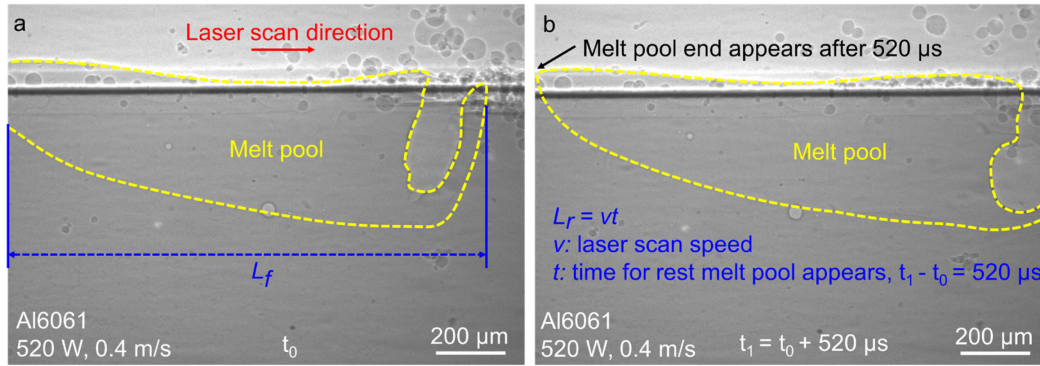 a
Laser scan direction
Melt pool
L_f
Al6061
520 W, 0.4 m/s
t₀
200 µm
b
Melt pool end appears after 520 µs
Melt pool
L_r = vt
v: laser scan speed
t: time for rest melt pool appears, t₁ - t₀ = 520 µs
Al6061
520 W, 0.4 m/s
t₁ = t₀ + 520 µs
200 µm